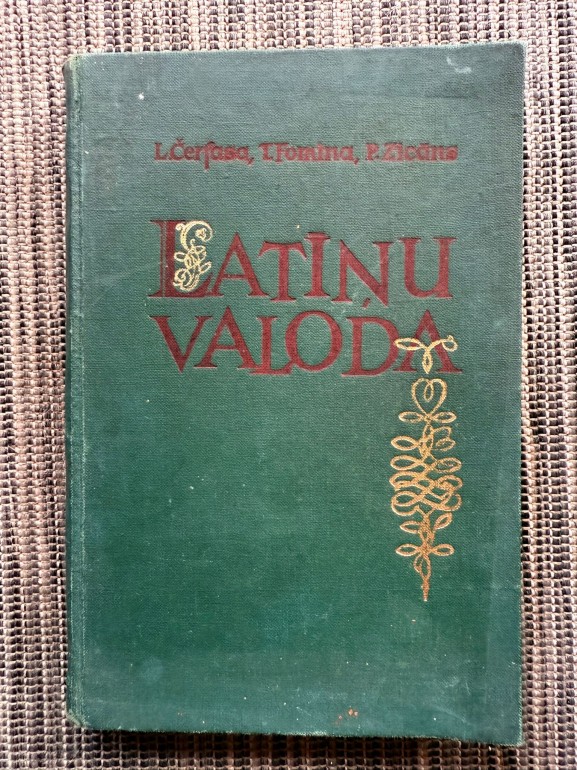 L. Čerfasa, T. Fomina, P. Zicāns
LATIŅU
VALODA